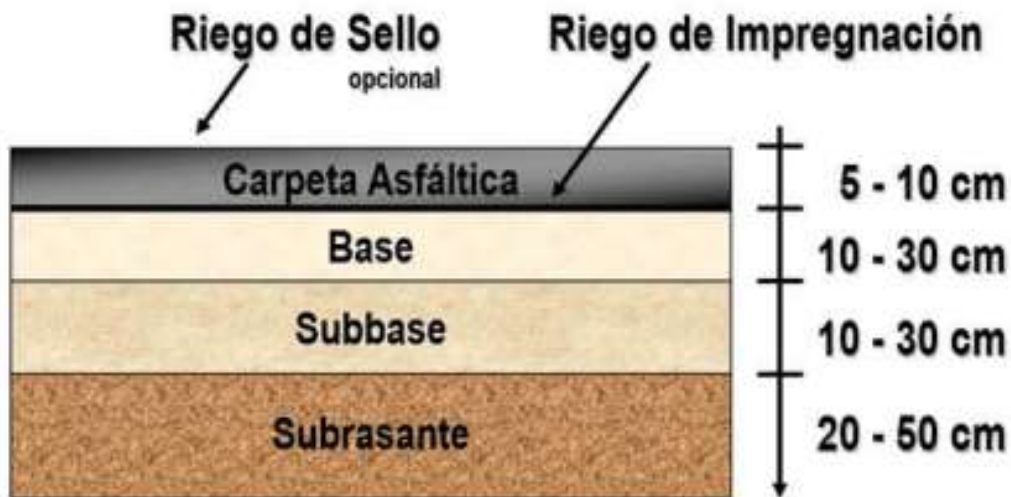 Riego de Sello
opcional
Riego de Impregnación
Carpeta Asfáltica
5 - 10 cm
Base
10 - 30 cm
Subbase
10 - 30 cm
Subrasante
20 - 50 cm